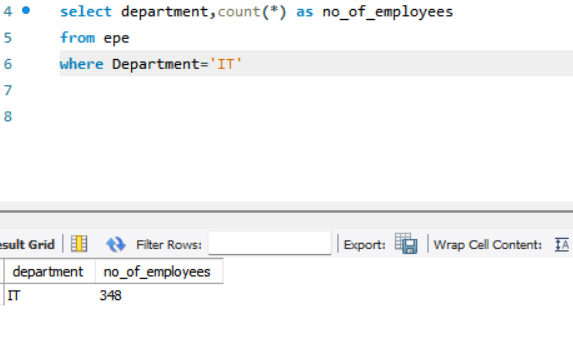 4 select department,count(*) as no_of_employees
5 from epe
6 where Department='IT'
7
8
esult Grid Filter Rows: Export: Wrap Cell Content: IA
department no_of_employees
IT 348